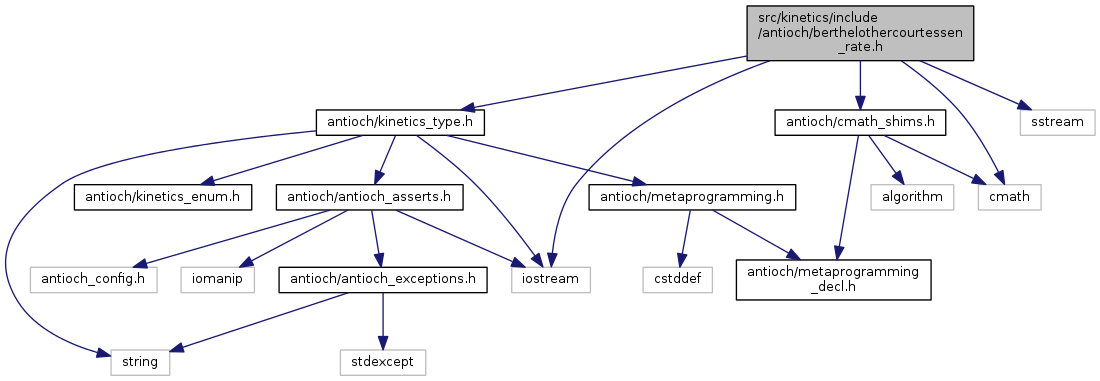 src/kinetics/include
/antioch/berthelothercourtessen
_rate.h
antioch/kinetics_type.h
antioch/cmath_shims.h
sstream
antioch/kinetics_enum.h
antioch/antioch_asserts.h
antioch/metaprogramming.h
algorithm
cmath
antioch_config.h
iomanip
antioch/antioch_exceptions.h
iostream
cstddef
antioch/metaprogramming
_decl.h
string
stdexcept